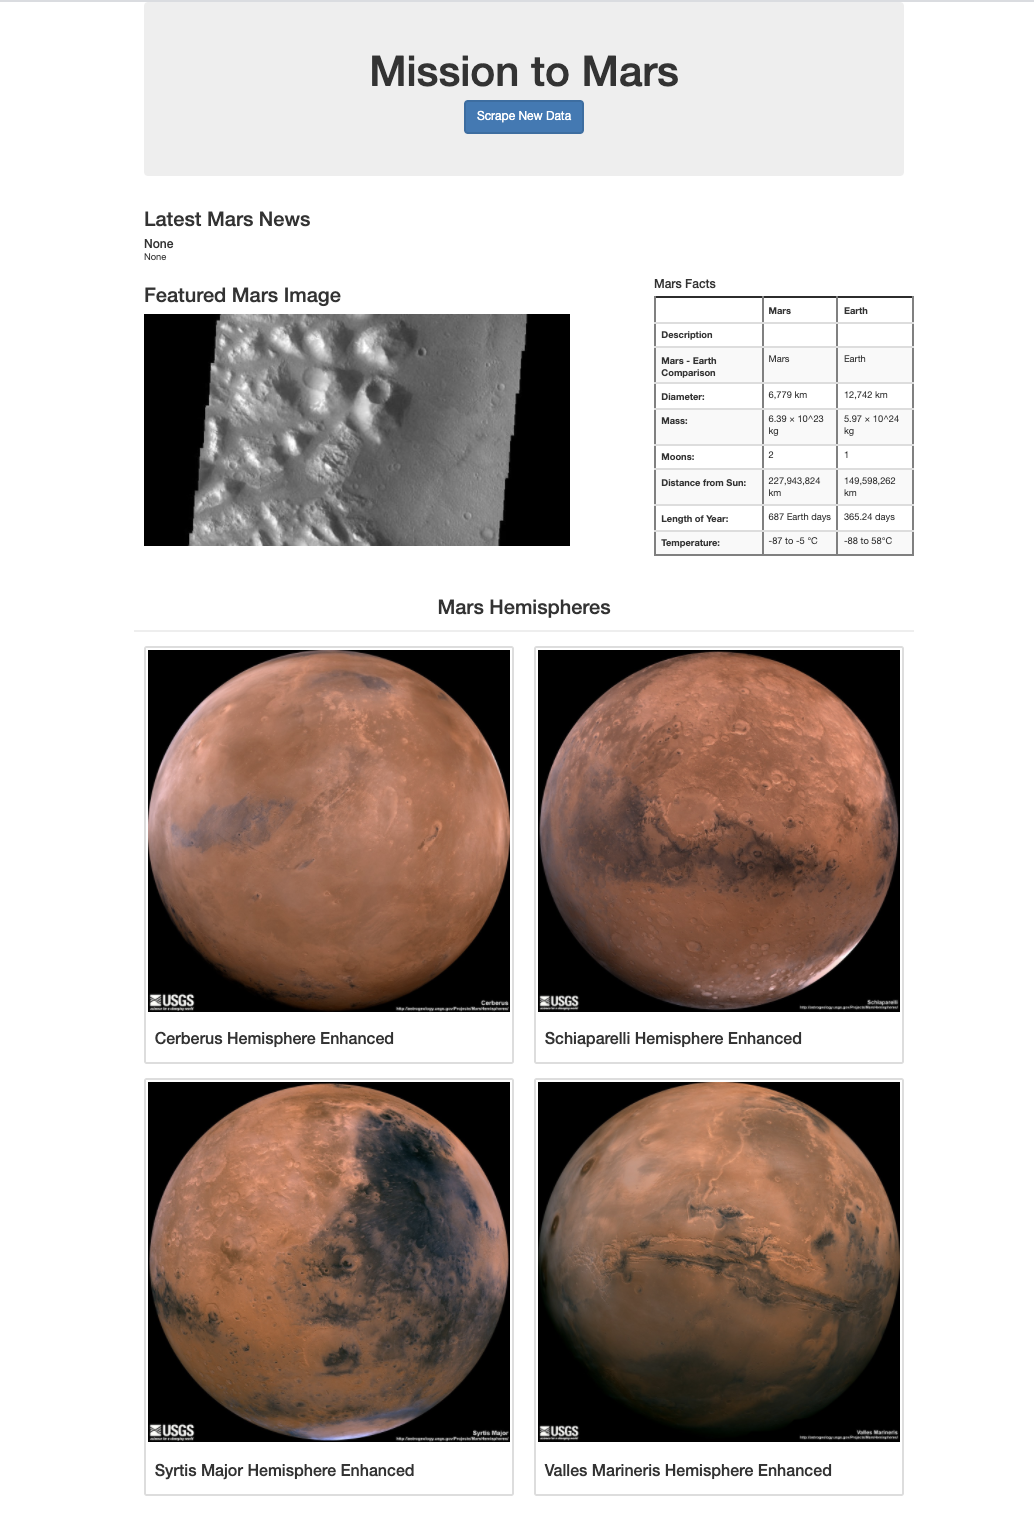 Mission to Mars
Scrape New Data
Latest Mars News
None
None
Featured Mars Image
Mars Facts
Mars Earth
Description
Mars - Earth Comparison Mars Earth
Diameter: 6,779 km 12,742 km
Mass: 6.39 × 10^23 kg 5.97 × 10^24 kg
Moons: 2 1
Distance from Sun: 227,943,824 km 149,598,262 km
Length of Year: 687 Earth days 365.24 days
Temperature: -87 to -5 °C -88 to 58°C
Mars Hemispheres
USGS
Cerberus
Cerberus Hemisphere Enhanced
USGS
Schiaparelli
Schiaparelli Hemisphere Enhanced
USGS
Syrtis Major
Syrtis Major Hemisphere Enhanced
USGS
Valles Marineris
Valles Marineris Hemisphere Enhanced